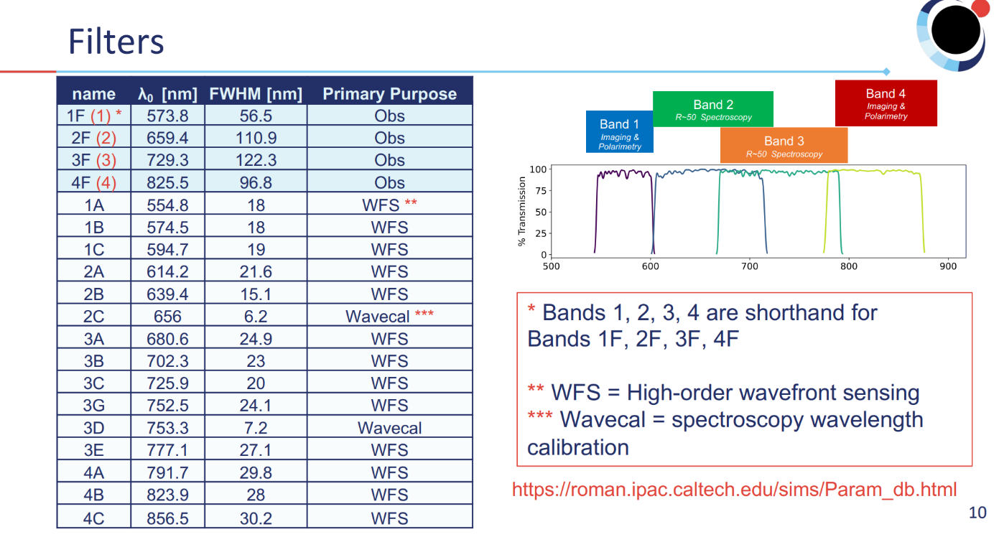 Filters
name λ₀ [nm] FWHM [nm] Primary Purpose
1F (1) * 573.8 56.5 Obs
2F (2) 659.4 110.9 Obs
3F (3) 729.3 122.3 Obs
4F (4) 825.5 96.8 Obs
1A 554.8 18 WFS **
1B 574.5 18 WFS
1C 594.7 19 WFS
2A 614.2 21.6 WFS
2B 639.4 15.1 WFS
2C 656 6.2 Wavecal ***
3A 680.6 24.9 WFS
3B 702.3 23 WFS
3C 725.9 20 WFS
3G 752.5 24.1 WFS
3D 753.3 7.2 Wavecal
3E 777.1 27.1 WFS
4A 791.7 29.8 WFS
4B 823.9 28 WFS
4C 856.5 30.2 WFS
Band 1
Imaging &
Polarimetry
Band 2
R~50 Spectroscopy
Band 3
R~50 Spectroscopy
Band 4
Imaging &
Polarimetry
% Transmission
100
75
50
25
0
500 600 700 800 900
* Bands 1, 2, 3, 4 are shorthand for
Bands 1F, 2F, 3F, 4F
** WFS = High-order wavefront sensing
*** Wavecal = spectroscopy wavelength
calibration
https://roman.ipac.caltech.edu/sims/Param_db.html
10